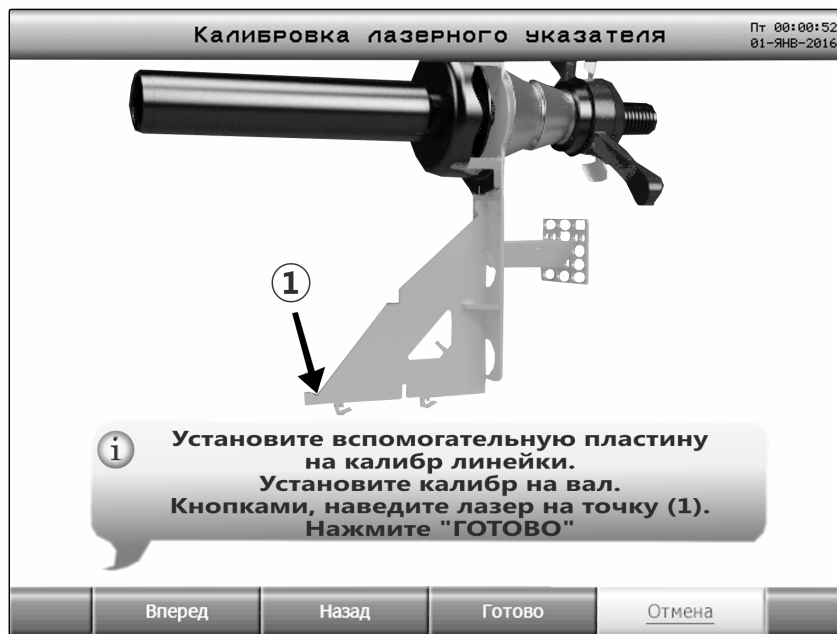 Калибровка лазерного указателя
Пт 00:00:52
01-ЯНВ-2016
1
i
Установите вспомогательную пластину
на калибр линейки.
Установите калибр на вал.
Кнопками, наведите лазер на точку (1).
Нажмите "ГОТОВО"
Вперед
Назад
Готово
Отмена